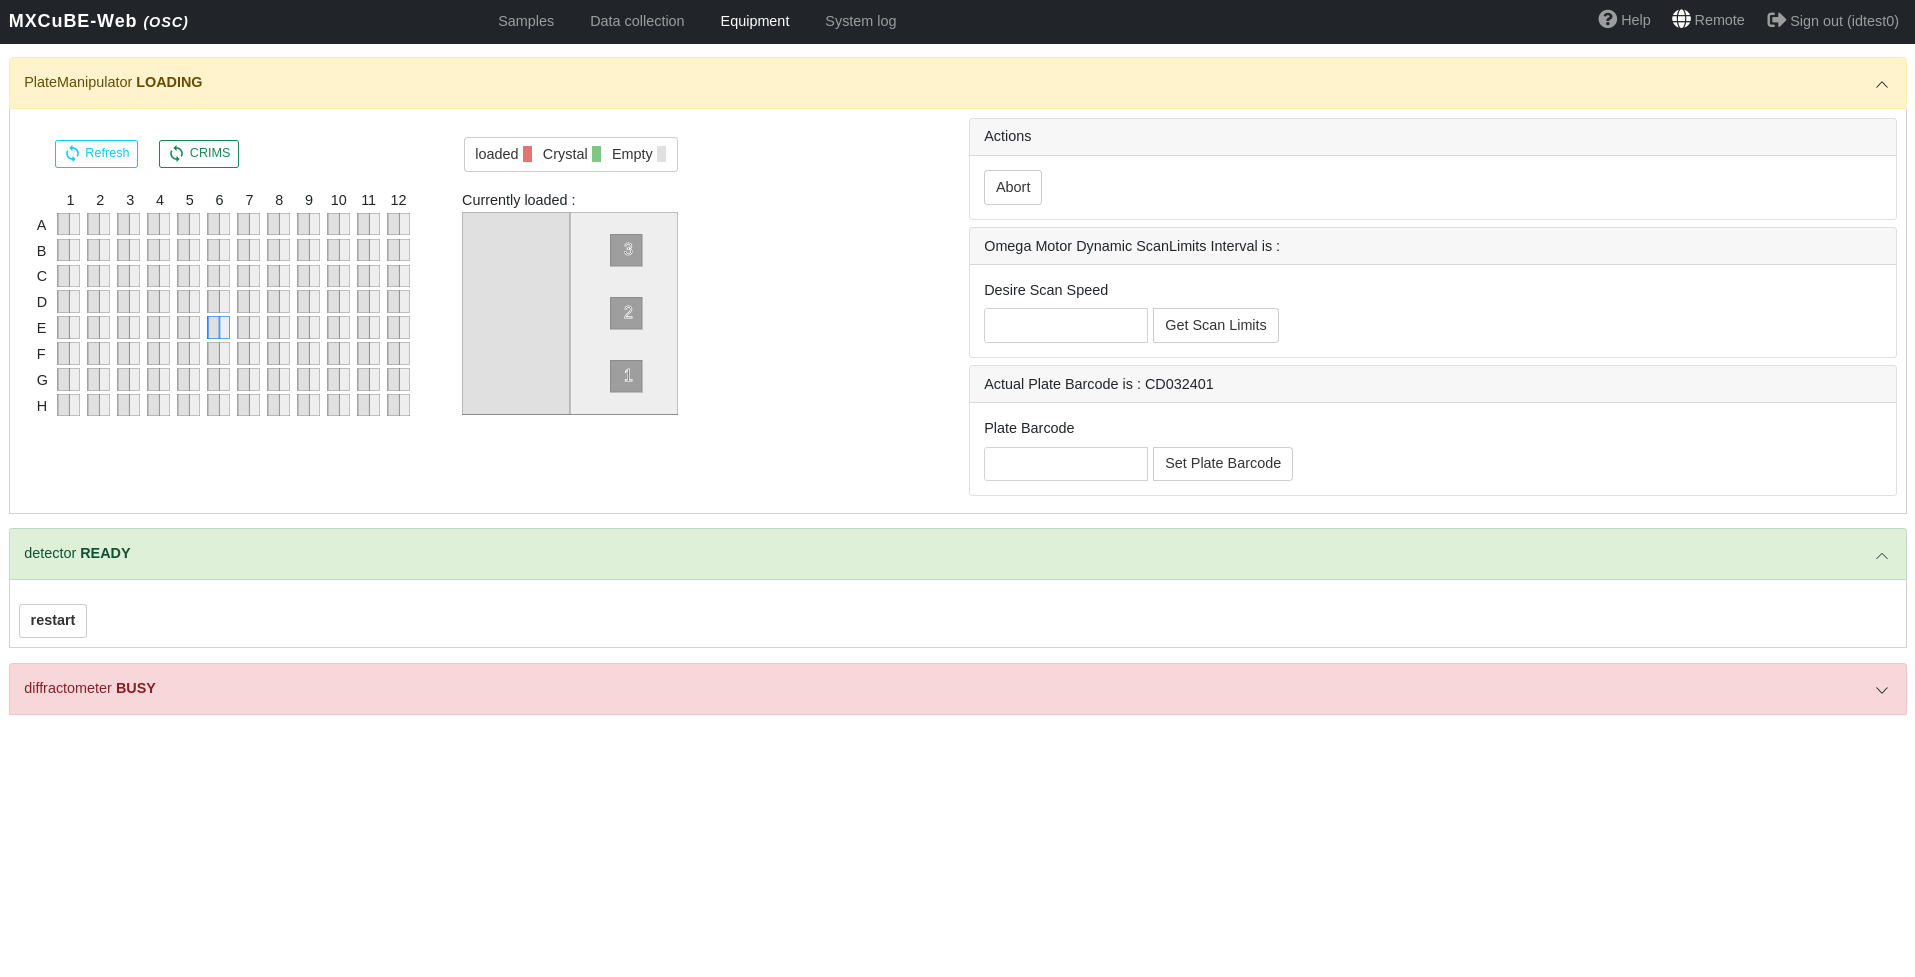 MXCuBE-Web (OSC) Samples Data collection Equipment System log Help Remote Sign out (idtest0)
PlateManipulator LOADING
Refresh CRIMS
loaded Crystal Empty
1 2 3 4 5 6 7 8 9 10 11 12
A
B
C
D
E
F
G
H
Currently loaded :
3
2
1
Actions
Abort
Omega Motor Dynamic ScanLimits Interval is :
Desire Scan Speed
Get Scan Limits
Actual Plate Barcode is : CD032401
Plate Barcode
Set Plate Barcode
detector READY
restart
diffractometer BUSY